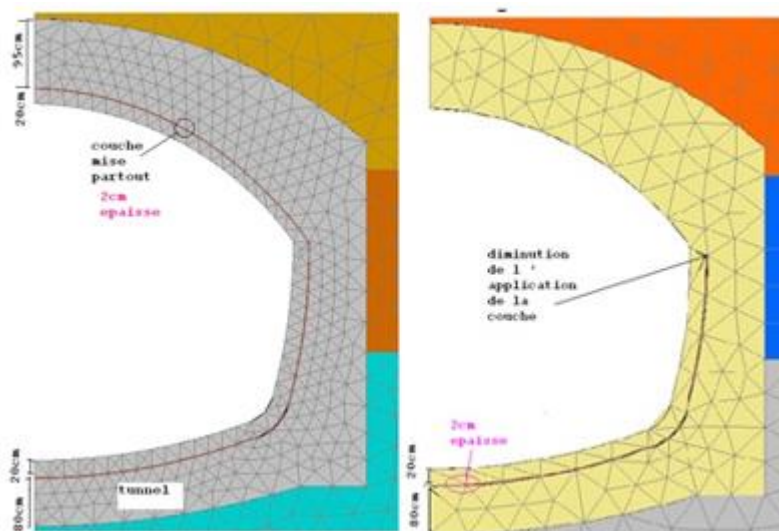 95cm
20cm
couche
mise
partout
2cm
epaisse
20cm
tunnel
80cm
diminution
de l '
application
de la
couche
2cm
epaisse
20cm
80cm